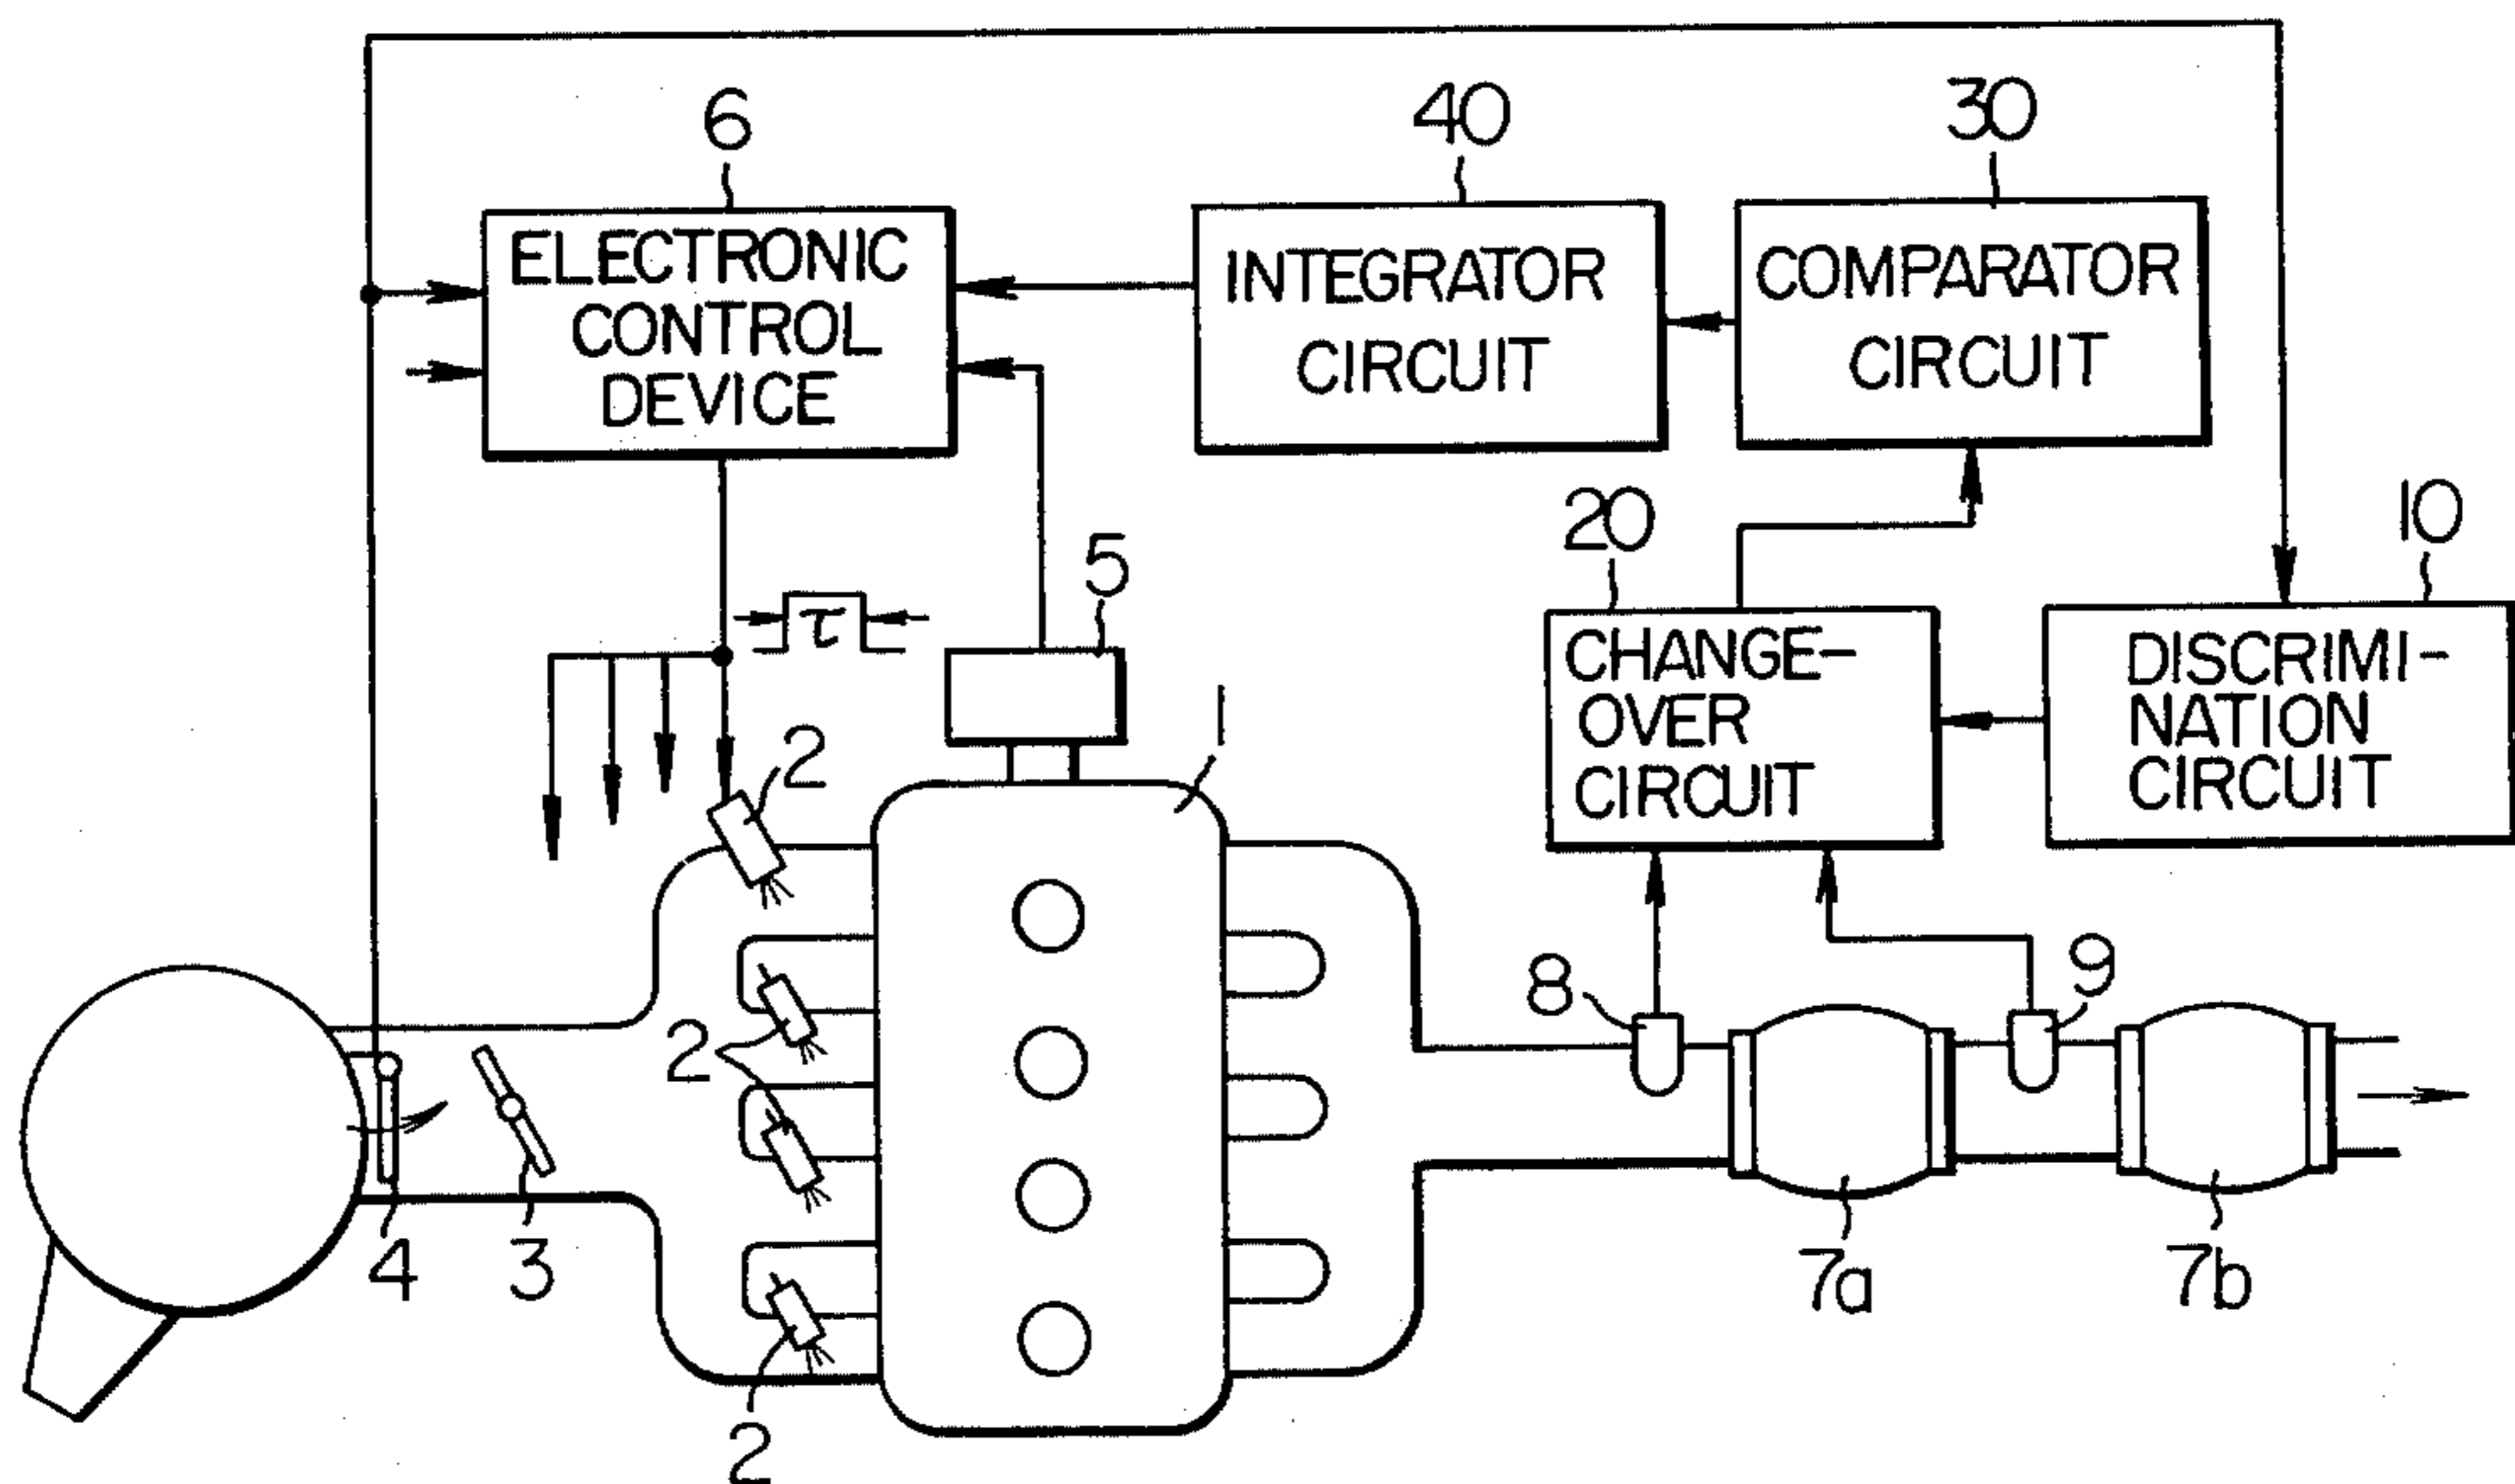 6
40
30
ELECTRONIC
CONTROL
DEVICE
INTEGRATOR
CIRCUIT
COMPARATOR
CIRCUIT
20
10
5
τ
CHANGE-
OVER
CIRCUIT
DISCRIMI-
NATION
CIRCUIT
1
2
8
9
2
4
3
7a
7b
2